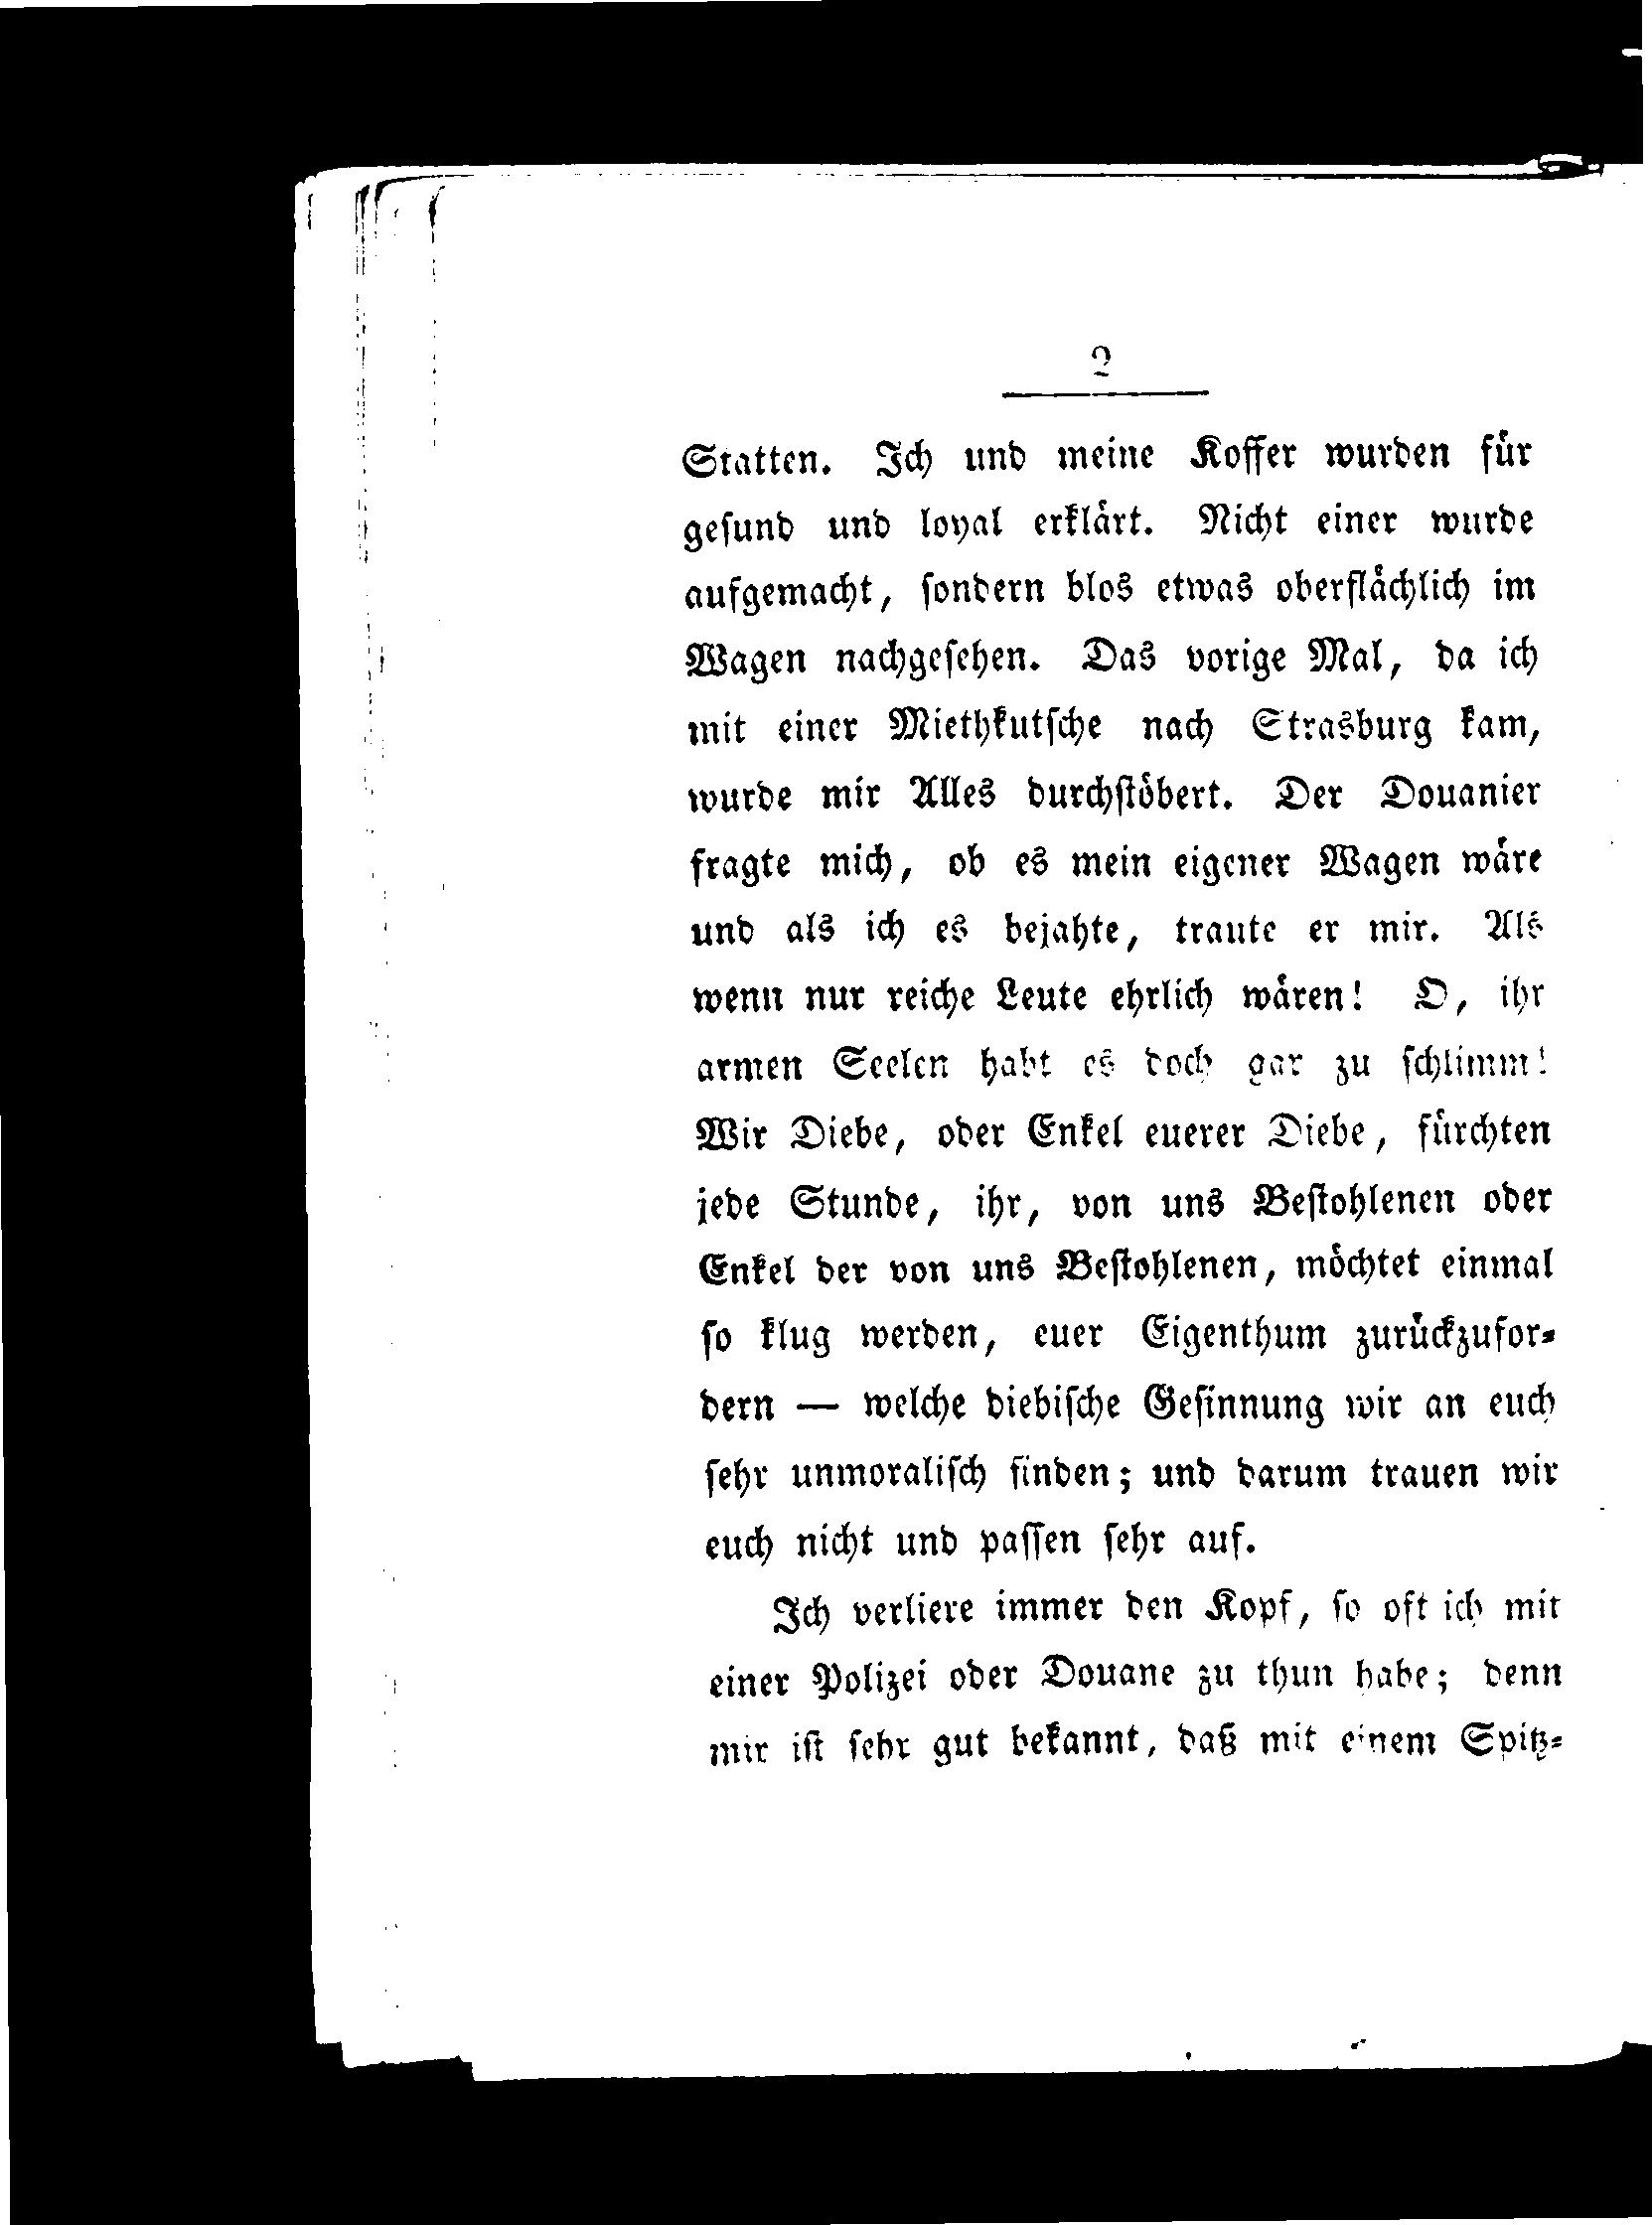 2
Statten. Ich und meine Koffer wurden für
geſund und loyal erklärt. Nicht einer wurde
aufgemacht, ſondern blos etwas oberflächlich im
Wagen nachgeſehen. Das vorige Mal, da ich
mit einer Miethkutſche nach Strasburg kam,
wurde mir Alles durchſtöbert. Der Douanier
fragte mich, ob es mein eigener Wagen wäre
und als ich es bejahte, traute er mir. Als
wenn nur reiche Leute ehrlich wären! O, ihr
armen Seelen habt es doch gar zu ſchlimm!
Wir Diebe, oder Enkel euerer Diebe, fürchten
jede Stunde, ihr, von uns Beſtohlenen oder
Enkel der von uns Beſtohlenen, möchtet einmal
ſo klug werden, euer Eigenthum zurückzufor⸗
dern — welche diebiſche Geſinnung wir an euch
ſehr unmoraliſch finden; und darum trauen wir
euch nicht und paſſen ſehr auf.
Ich verliere immer den Kopf, ſo oft ich mit
einer Polizei oder Douane zu thun habe; denn
mir iſt ſehr gut bekannt, daß mit einem Spitz⸗